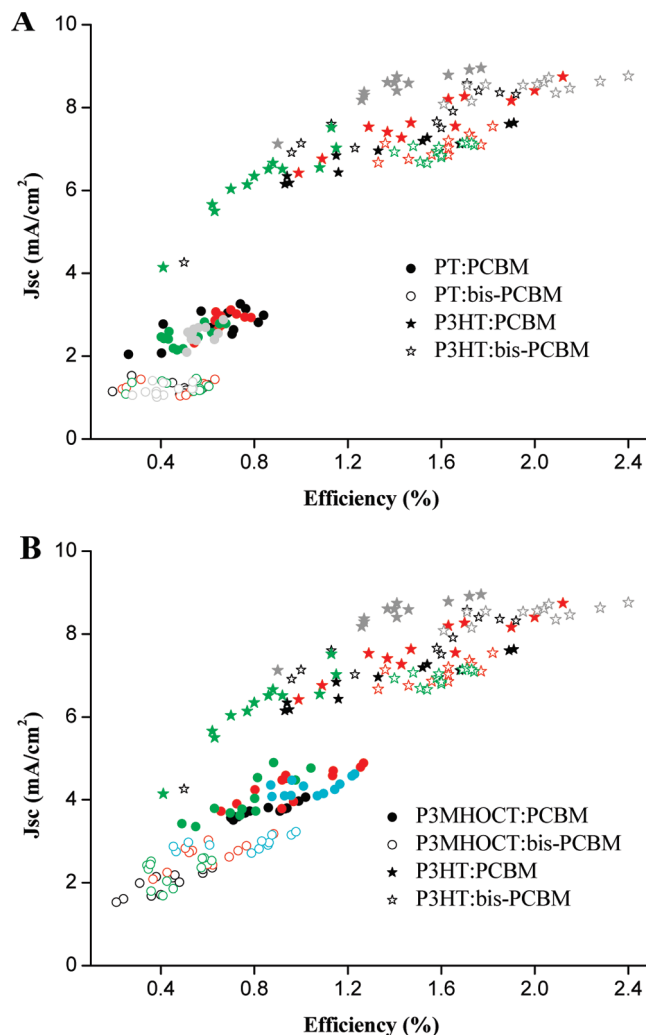 A
10
8
6
4
2
0
Jsc (mA/cm²)
PT:PCBM
PT:bis-PCBM
P3HT:PCBM
P3HT:bis-PCBM
0.4 0.8 1.2 1.6 2.0 2.4
Efficiency (%)
B
10
8
6
4
2
0
Jsc (mA/cm²)
P3MHOCT:PCBM
P3MHOCT:bis-PCBM
P3HT:PCBM
P3HT:bis-PCBM
0.4 0.8 1.2 1.6 2.0 2.4
Efficiency (%)